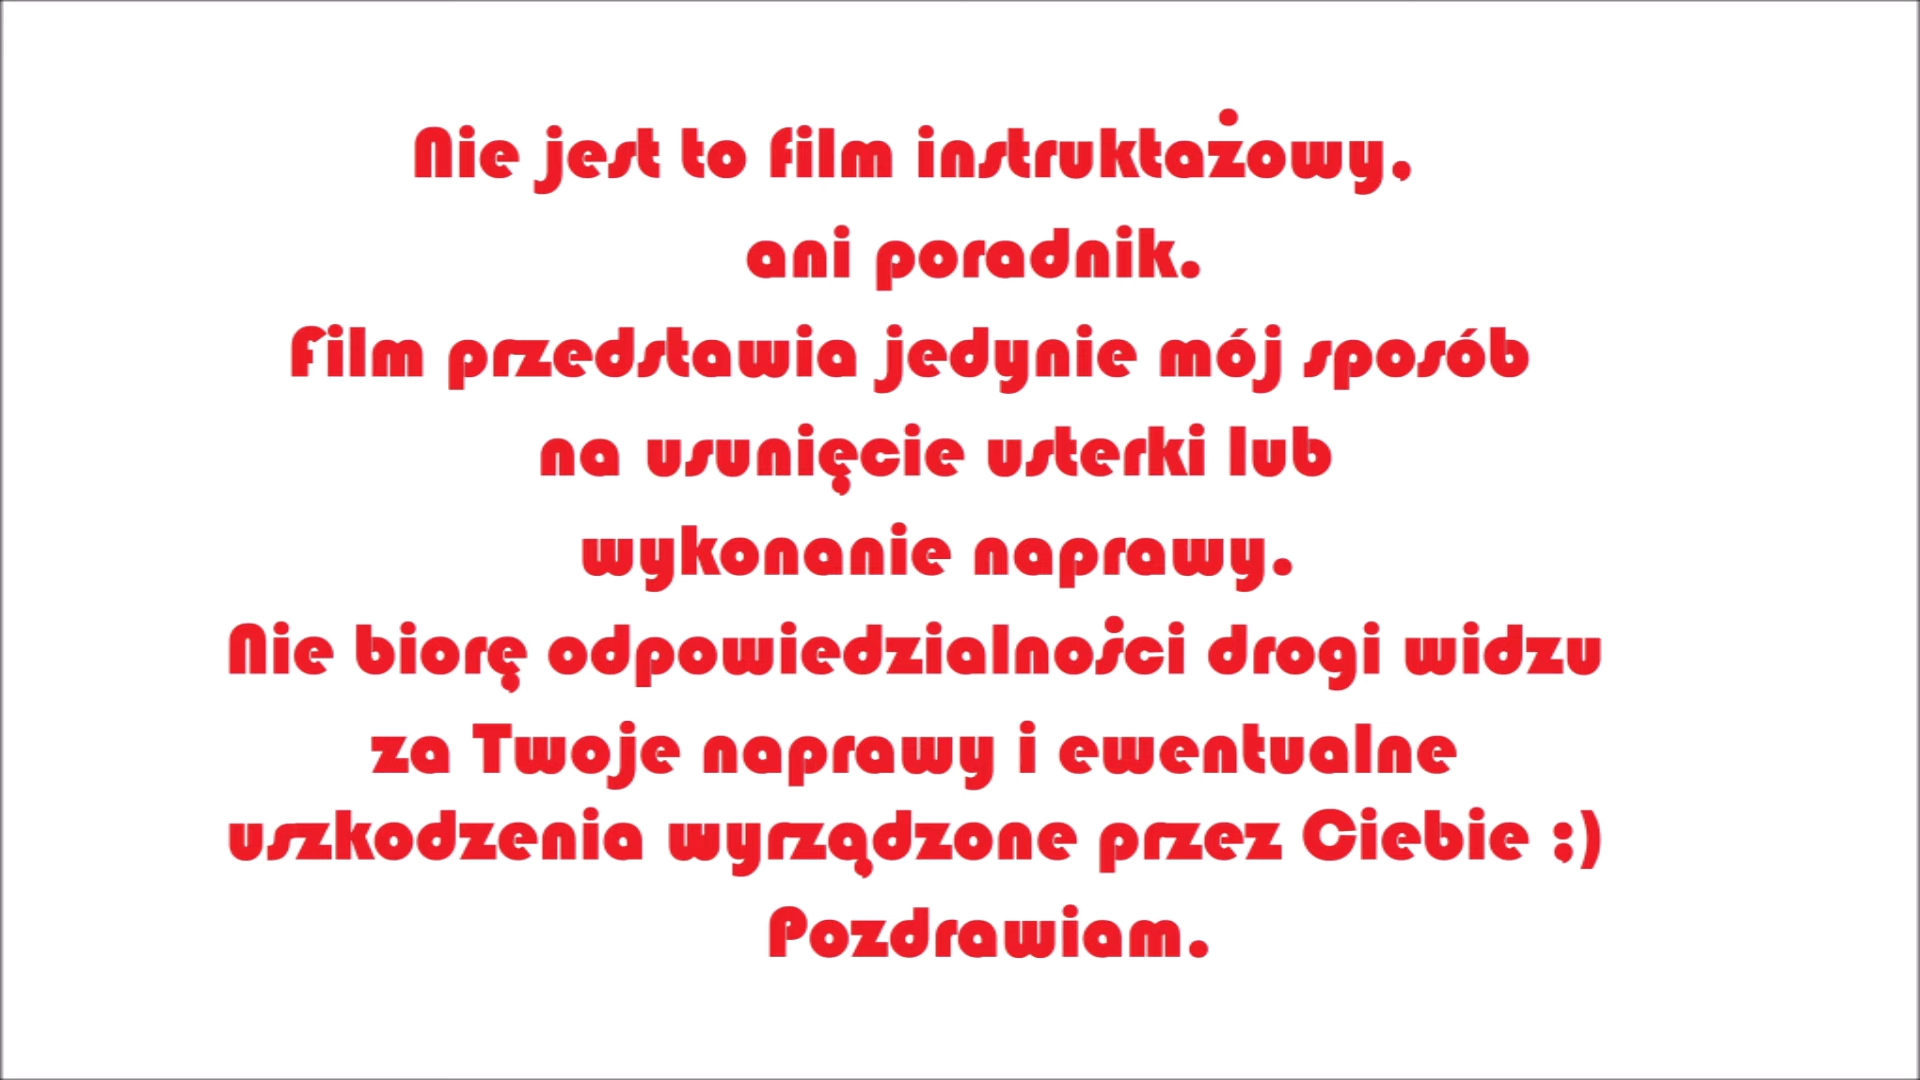 Nie jest to film instruktażowy,
ani poradnik.
Film przedstawia jedynie mój sposób
na usunięcie usterki lub
wykonanie naprawy.
Nie biorę odpowiedzialności drogi widzu
za Twoje naprawy i ewentualne
uszkodzenia wyrządzone przez Ciebie ;)
Pozdrawiam.